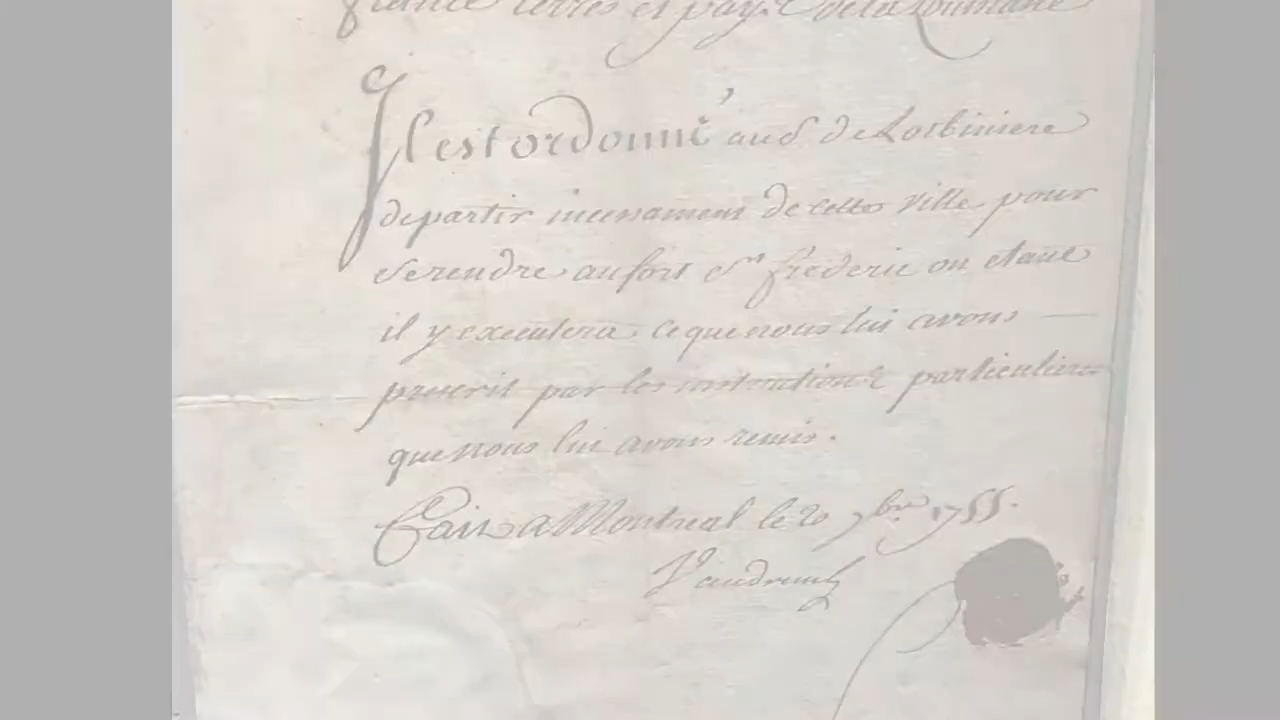 france terres et pays de la Louisiane
Il est ordonné au S. de Lotbiniere
de partir incessament de cette ville pour
se rendre au fort St frederic ou etant
il y executera ce que nous lui avons
prescrit par les instructions particulieres
que nous lui avons remis.
Fait a Montreal le 20 7bre 1755.
Vaudreuil